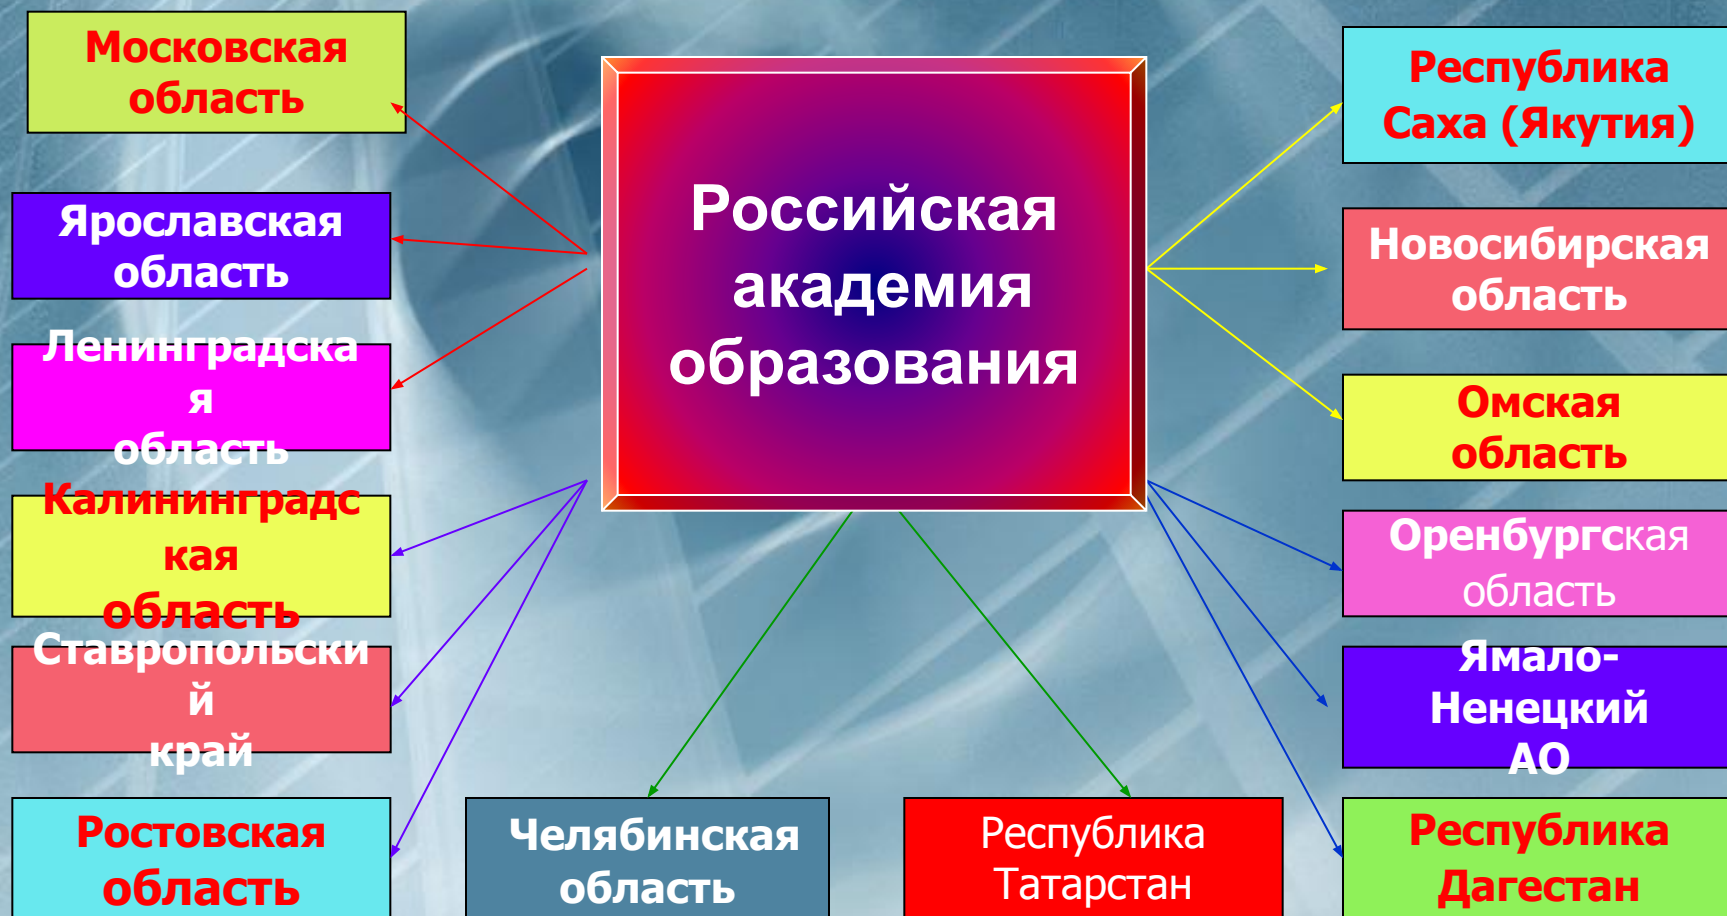 Московская
область
Ярославская
область
Ленинградска
я
область
Калининградс
кая
область
Ставропольски
й
край
Ростовская
область
Российская
академия
образования
Челябинская
область
Республика
Татарстан
Республика
Саха (Якутия)
Новосибирская
область
Омская
область
Оренбургская
область
Ямало-
Ненецкий
АО
Республика
Дагестан